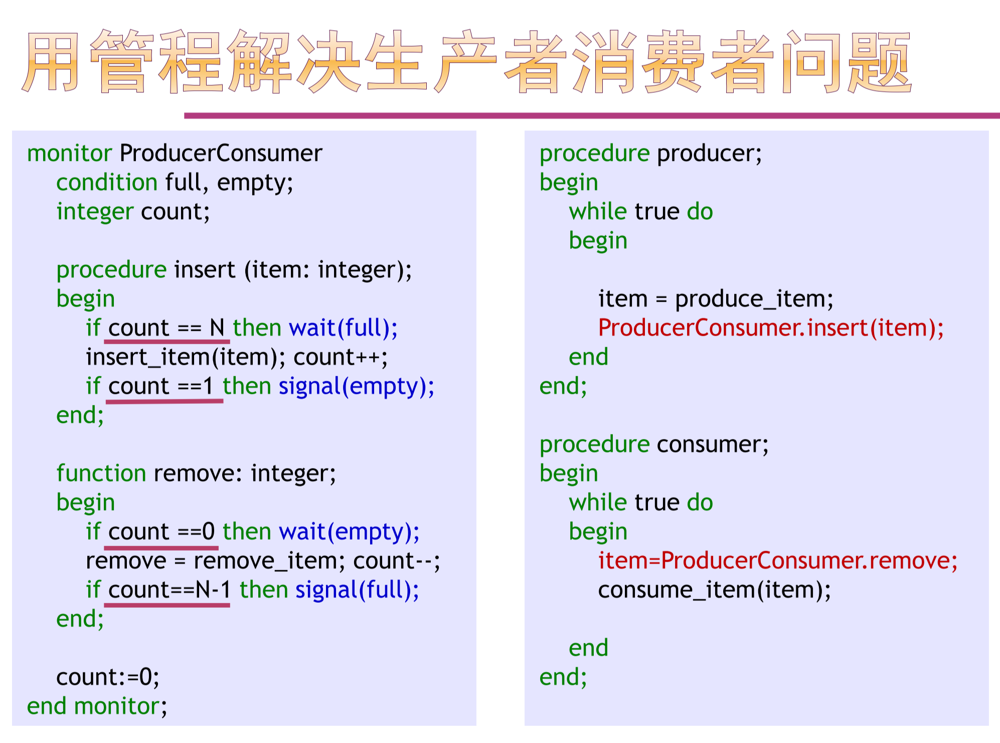 用管程解决生产者消费者问题
monitor ProducerConsumer
condition full, empty;
integer count;
procedure insert (item: integer);
begin
if count == N then wait(full);
insert_item(item); count++;
if count ==1 then signal(empty);
end;
function remove: integer;
begin
if count ==0 then wait(empty);
remove = remove_item; count--;
if count==N-1 then signal(full);
end;
count:=0;
end monitor;
procedure producer;
begin
while true do
begin
item = produce_item;
ProducerConsumer.insert(item);
end
end;
procedure consumer;
begin
while true do
begin
item=ProducerConsumer.remove;
consume_item(item);
end
end;